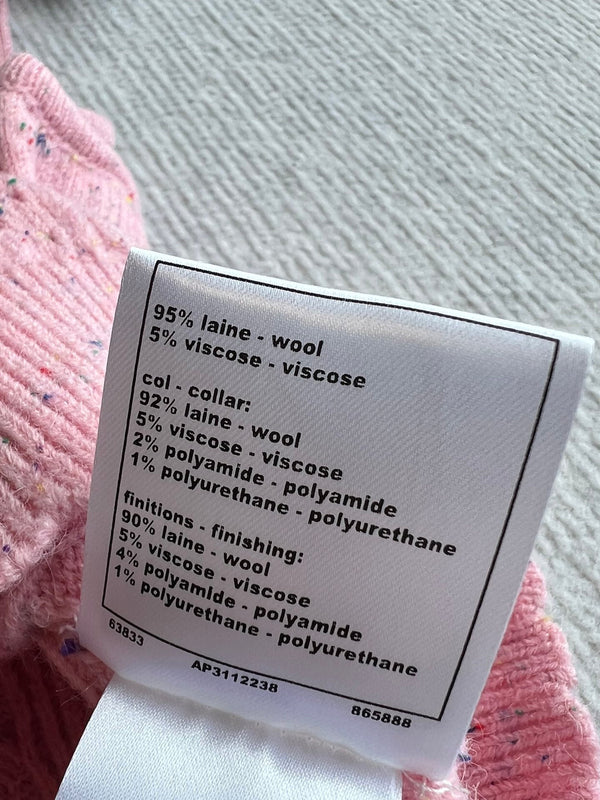 95% laine - wool
5% viscose - viscose
col - collar:
92% laine - wool
5% viscose - viscose
2% polyamide - polyamide
1% polyurethane - polyurethane
finitions - finishing:
90% laine - wool
5% viscose - viscose
4% polyamide - polyamide
1% polyurethane - polyurethane
63833 AP3112238 865888